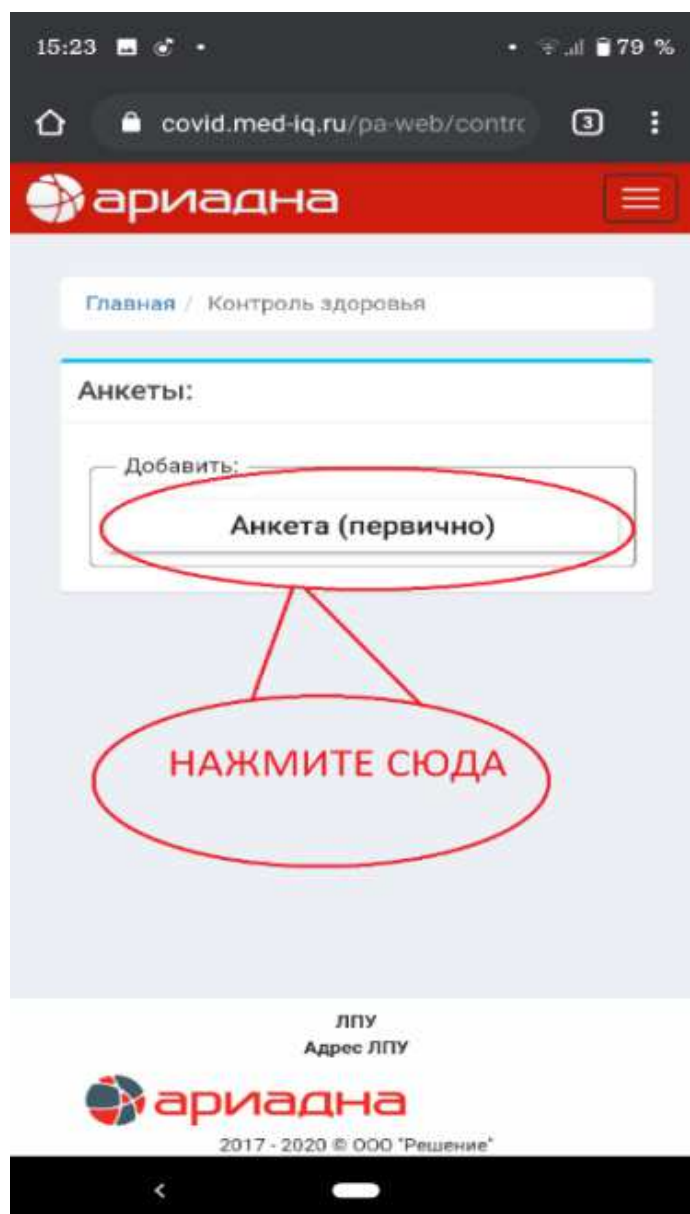 15:23
79 %
covid.med-iq.ru/pa-web/contro
3
ариадна
Главная / Контроль здоровья
Анкеты:
Добавить:
Анкета (первично)
НАЖМИТЕ СЮДА
ЛПУ
Адрес ЛПУ
ариадна
2017 - 2020 © ООО "Решение"